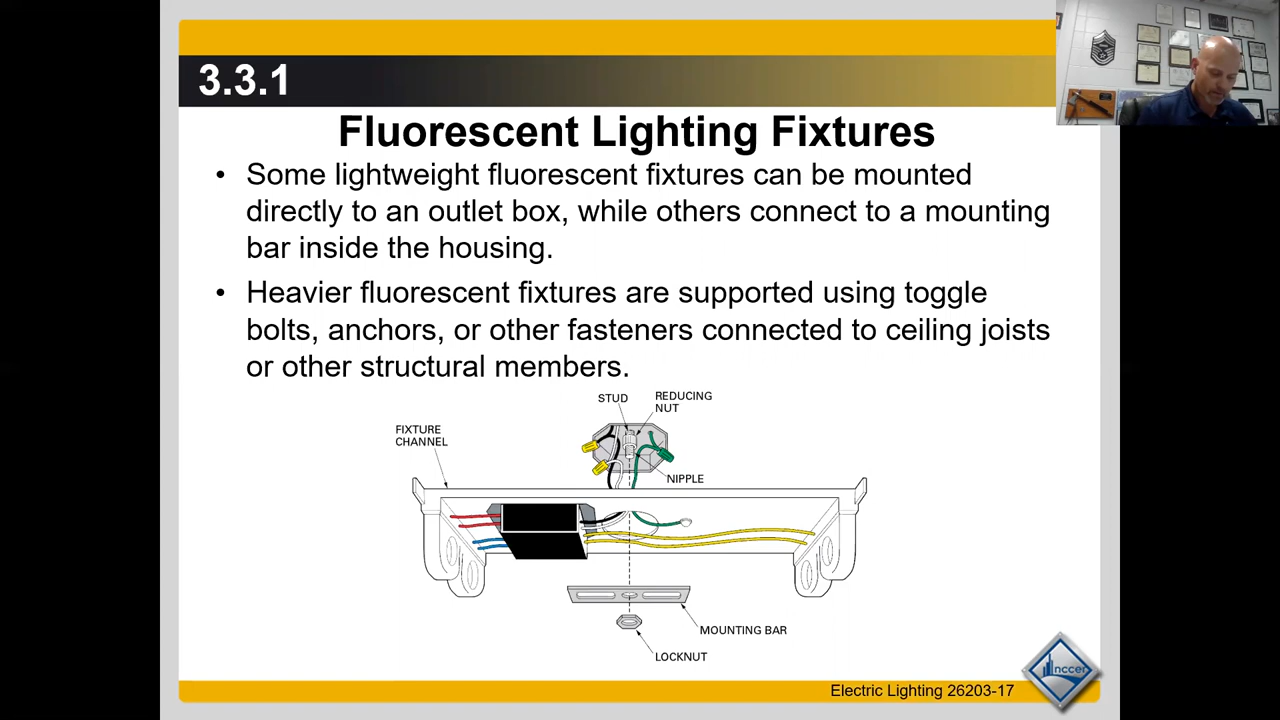 3.3.1
Fluorescent Lighting Fixtures
• Some lightweight fluorescent fixtures can be mounted
directly to an outlet box, while others connect to a mounting
bar inside the housing.
• Heavier fluorescent fixtures are supported using toggle
bolts, anchors, or other fasteners connected to ceiling joists
or other structural members.
STUD
REDUCING
NUT
FIXTURE
CHANNEL
NIPPLE
MOUNTING BAR
LOCKNUT
nccer
Electric Lighting 26203-17